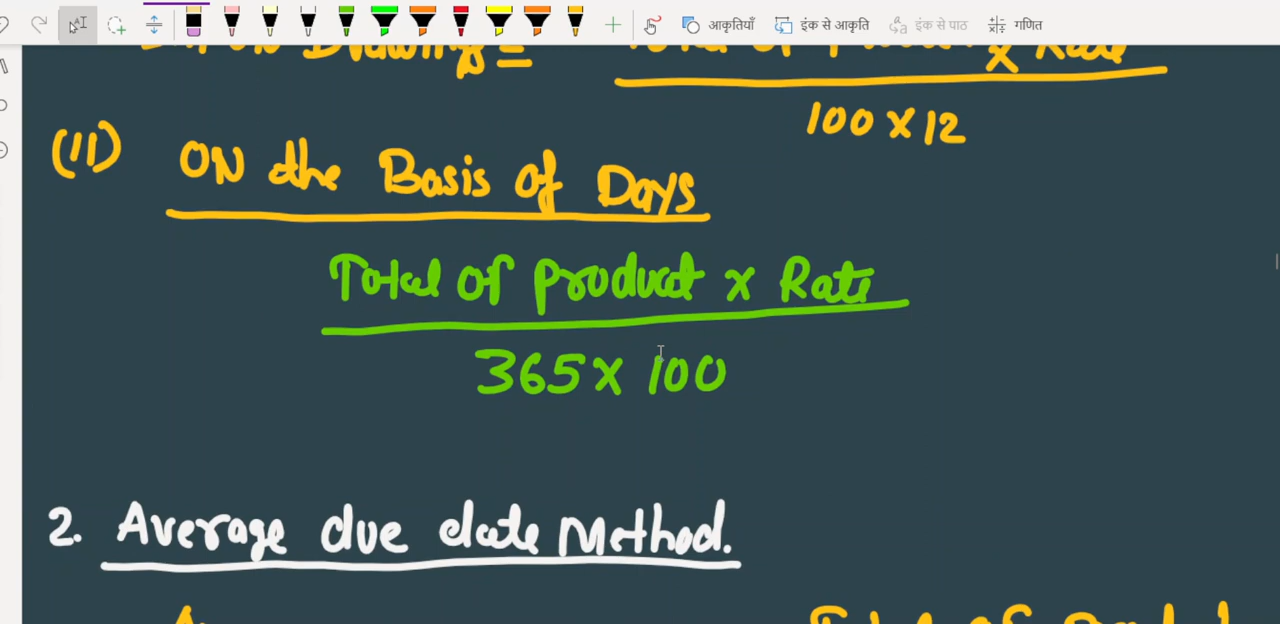 आकृतियाँ इंक से आकृति इंक से पाठ गणित
Drawings =
100 x 12
(II) ON the Basis of Days
Total of product x Rate
365 x 100
2. Average due date Method.